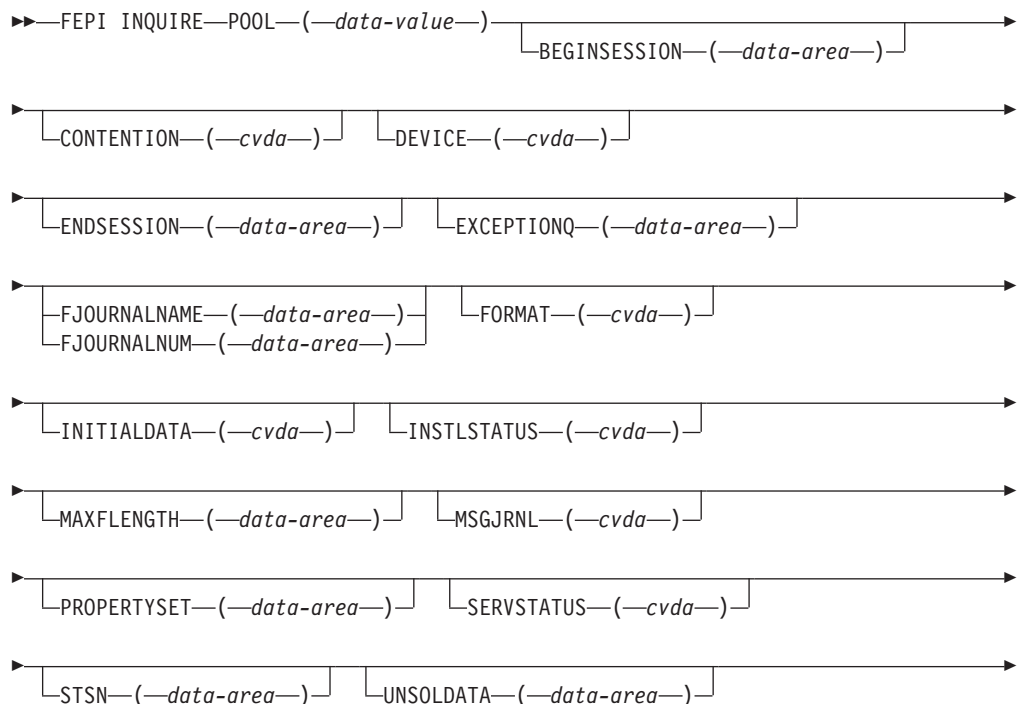 FEPI INQUIRE POOL ( data-value )
BEGINSESSION ( data-area )
CONTENTION ( cvda ) DEVICE ( cvda )
ENDSESSION ( data-area ) EXCEPTIONQ ( data-area )
FJOURNALNAME ( data-area ) FORMAT ( cvda )
FJOURNALNUM ( data-area )
INITIALDATA ( cvda ) INSTLSTATUS ( cvda )
MAXFLENGTH ( data-area ) MSGJRNL ( cvda )
PROPERTYSET ( data-area ) SERVSTATUS ( cvda )
STSN ( data-area ) UNSOLDATA ( data-area )